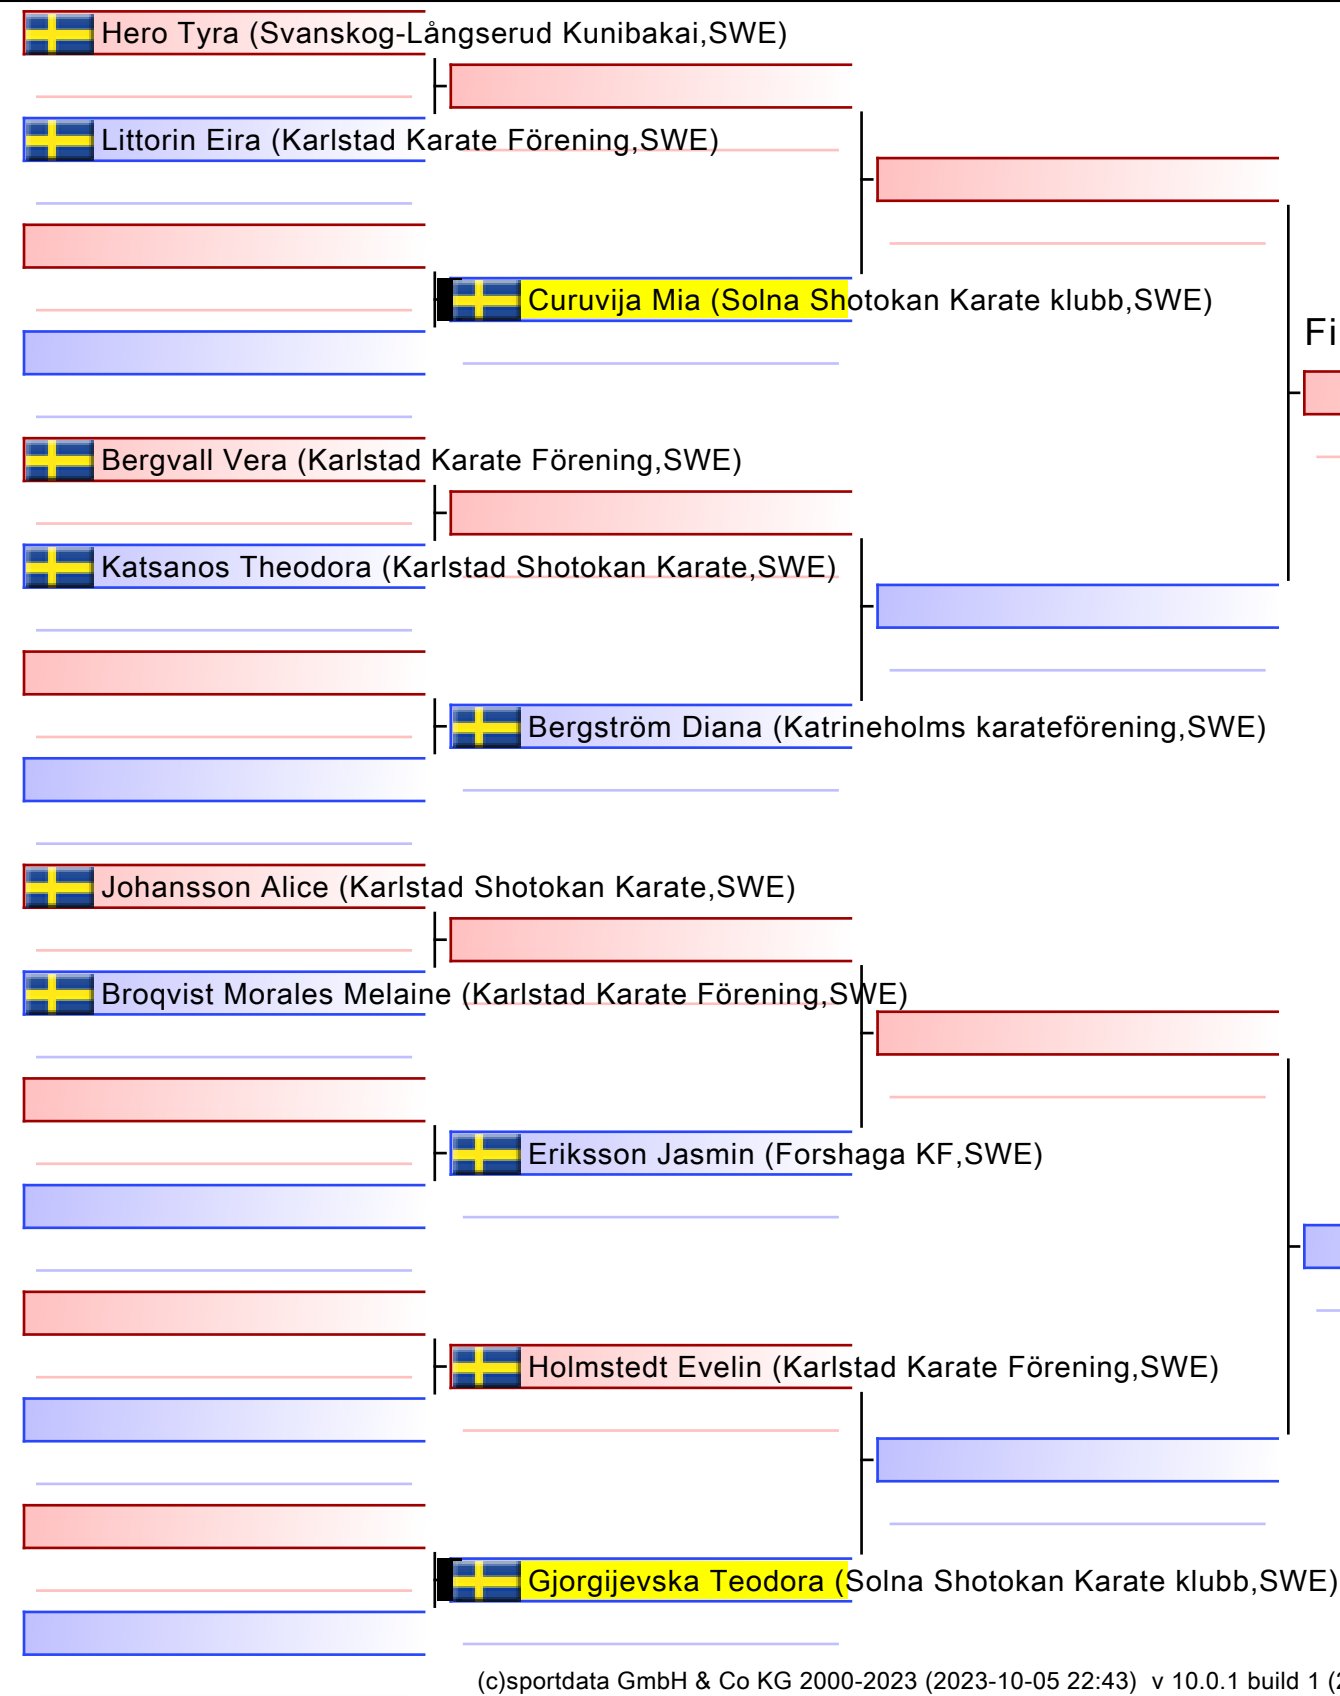 Hero Tyra (Svanskog-Långserud Kunibakai,SWE)
Littorin Eira (Karlstad Karate Förening,SWE)
Curuvija Mia (Solna Shotokan Karate klubb,SWE)
Fi
Bergvall Vera (Karlstad Karate Förening,SWE)
Katsanos Theodora (Karlstad Shotokan Karate,SWE)
Bergström Diana (Katrineholms karateförening,SWE)
Johansson Alice (Karlstad Shotokan Karate,SWE)
Broqvist Morales Melaine (Karlstad Karate Förening,SWE)
Eriksson Jasmin (Forshaga KF,SWE)
Holmstedt Evelin (Karlstad Karate Förening,SWE)
Gjorgijevska Teodora (Solna Shotokan Karate klubb,SWE)
(c)sportdata GmbH & Co KG 2000-2023 (2023-10-05 22:43) v 10.0.1 build 1 (